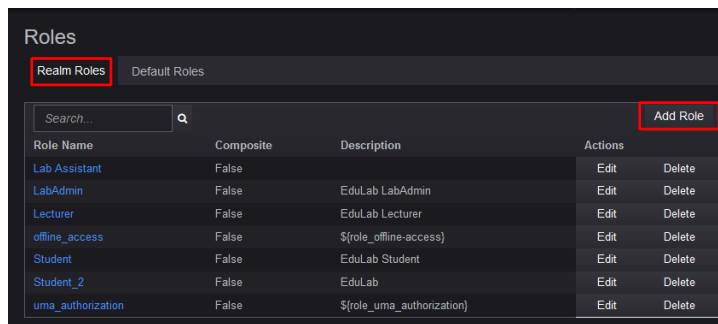 Roles
Realm Roles Default Roles
Search... Add Role
Role Name Composite Description Actions
Lab Assistant False Edit Delete
LabAdmin False EduLab LabAdmin Edit Delete
Lecturer False EduLab Lecturer Edit Delete
offline_access False ${role_offline-access} Edit Delete
Student False EduLab Student Edit Delete
Student_2 False EduLab Edit Delete
uma_authorization False ${role_uma_authorization} Edit Delete